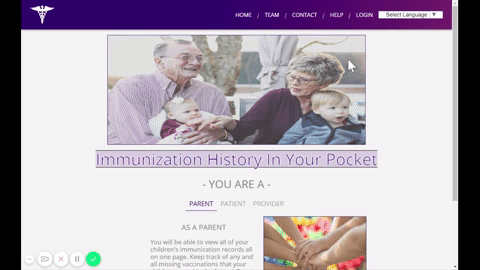 HOME / TEAM / CONTACT / HELP / LOGIN Select Language ▼
Immunization History In Your Pocket
- YOU ARE A -
PARENT PATIENT PROVIDER
AS A PARENT
You will be able to view all of your
children's immunization records all
on one page. Keep track of any and
all missing vaccinations that your